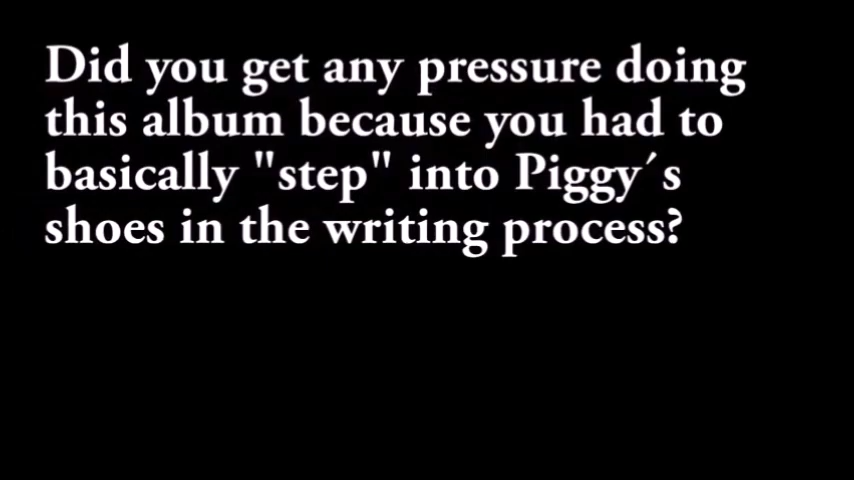 Did you get any pressure doing
this album because you had to
basically "step" into Piggy´s
shoes in the writing process?